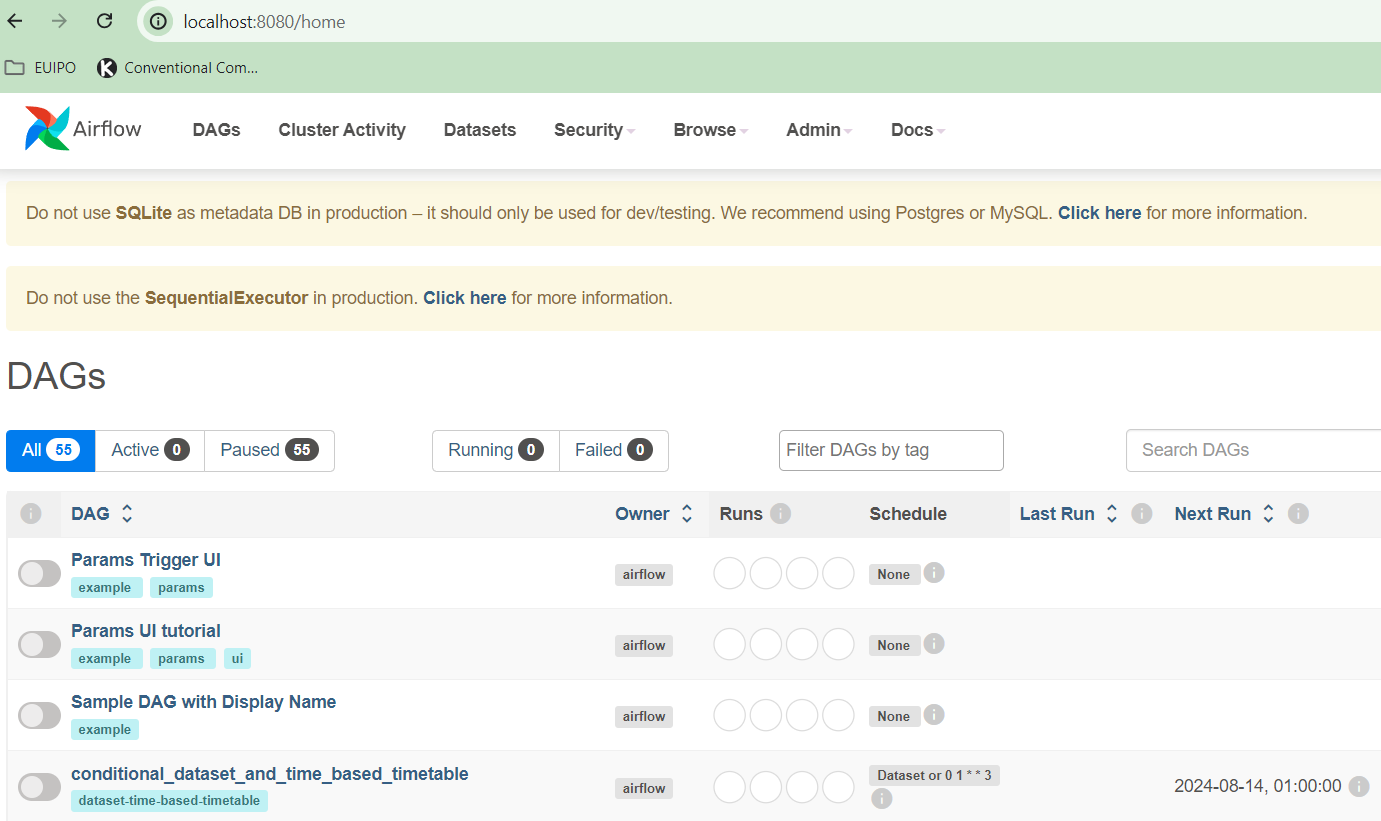 localhost:8080/home
EUIPO Conventional Com...
Airflow DAGs Cluster Activity Datasets Security Browse Admin Docs
Do not use SQLite as metadata DB in production – it should only be used for dev/testing. We recommend using Postgres or MySQL. Click here for more information.
Do not use the SequentialExecutor in production. Click here for more information.
DAGs
All 55 Active 0 Paused 55 Running 0 Failed 0 Filter DAGs by tag Search DAGs
DAG Owner Runs Schedule Last Run Next Run
Params Trigger UI
example params airflow None
Params UI tutorial
example params ui airflow None
Sample DAG with Display Name
example airflow None
conditional_dataset_and_time_based_timetable
dataset-time-based-timetable airflow Dataset or 0 1 * * 3 2024-08-14, 01:00:00